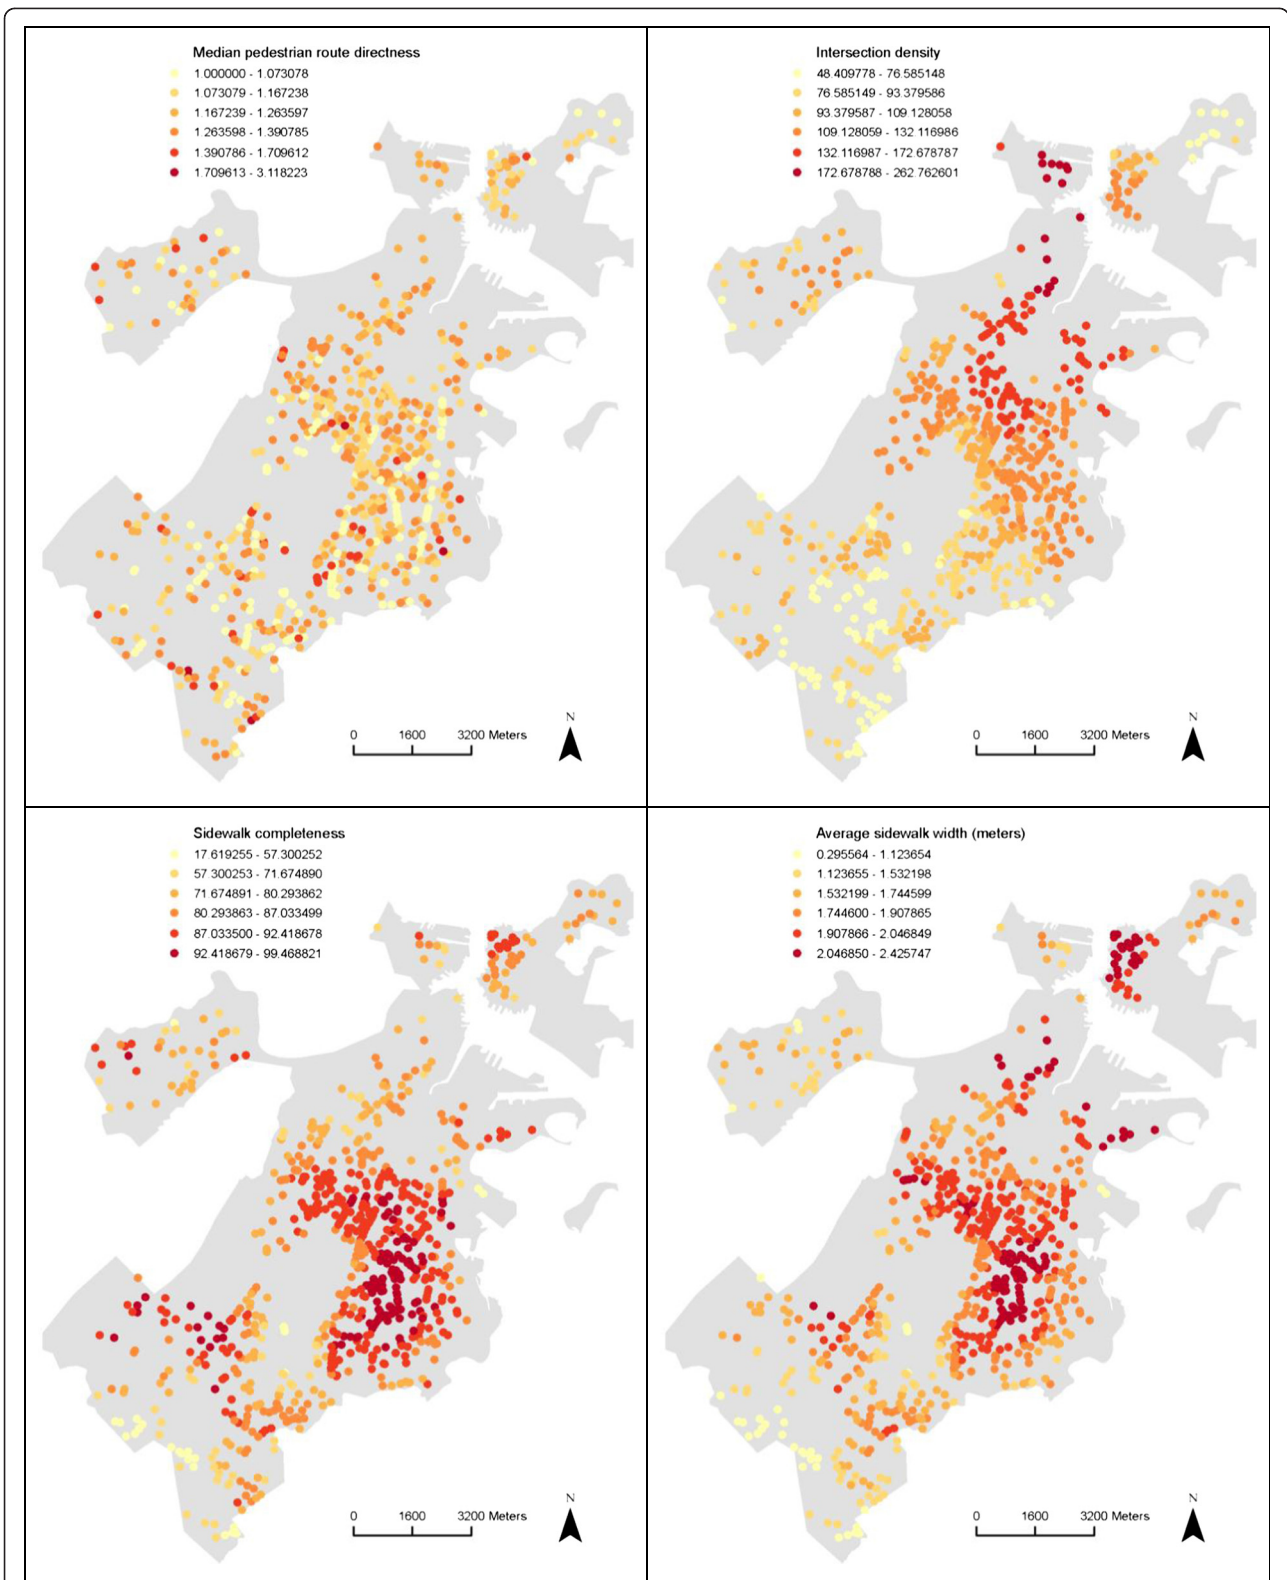 Median pedestrian route directness
1.000000 - 1.073078
1.073079 - 1.167238
1.167239 - 1.263597
1.263598 - 1.390785
1.390786 - 1.709612
1.709613 - 3.118223
N
0 1600 3200 Meters
Intersection density
48.409778 - 76.585148
76.585149 - 93.379586
93.379587 - 109.128058
109.128059 - 132.116986
132.116987 - 172.678787
172.678788 - 262.762601
N
0 1600 3200 Meters
Sidewalk completeness
17.619255 - 57.300252
57.300253 - 71.674890
71.674891 - 80.293862
80.293863 - 87.033499
87.033500 - 92.418678
92.418679 - 99.468821
N
0 1600 3200 Meters
Average sidewalk width (meters)
0.295564 - 1.123654
1.123655 - 1.532198
1.532199 - 1.744599
1.744600 - 1.907865
1.907866 - 2.046849
2.046850 - 2.425747
N
0 1600 3200 Meters